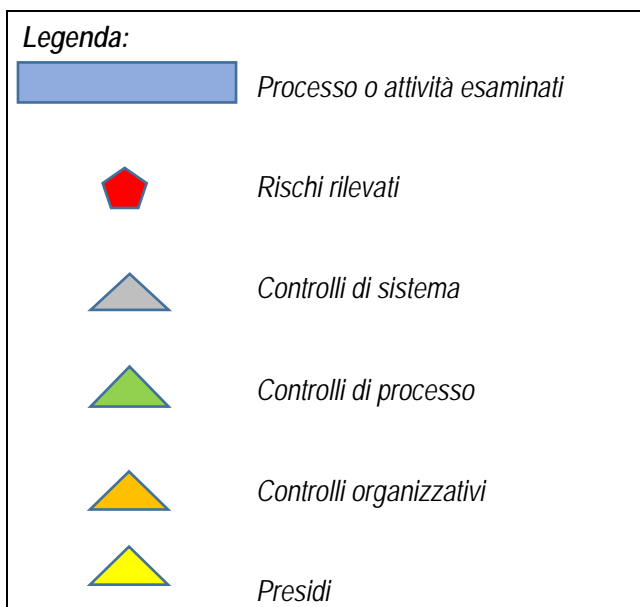 Legenda:
Processo o attività esaminati
Rischi rilevati
Controlli di sistema
Controlli di processo
Controlli organizzativi
Presidi